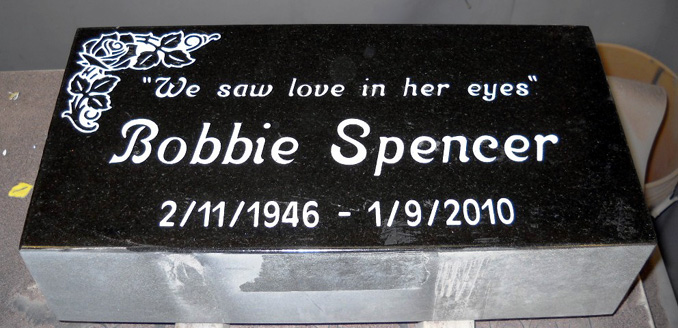 "We saw love in her eyes"
Bobbie Spencer
2/11/1946 - 1/9/2010